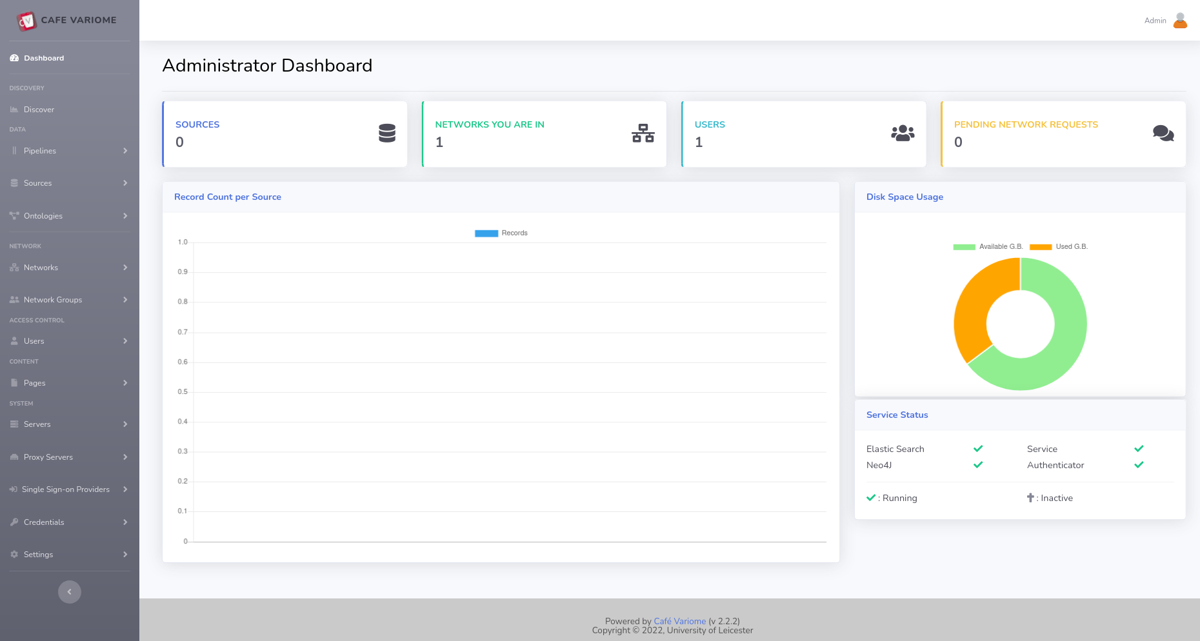 CAFE VARIOME
Dashboard
DISCOVERY
Discover
DATA
Pipelines
Sources
Ontologies
NETWORK
Networks
Network Groups
ACCESS CONTROL
Users
CONTENT
Pages
SYSTEM
Servers
Proxy Servers
Single Sign-on Providers
Credentials
Settings
Admin
Administrator Dashboard
SOURCES
0
NETWORKS YOU ARE IN
1
USERS
1
PENDING NETWORK REQUESTS
0
Record Count per Source
Records
1.0
0.9
0.8
0.7
0.6
0.5
0.4
0.3
0.2
0.1
0
Disk Space Usage
Available G.B. Used G.B.
Service Status
Elastic Search Service
Neo4J Authenticator
: Running : Inactive
Powered by Café Variome (v 2.2.2)
Copyright © 2022, University of Leicester